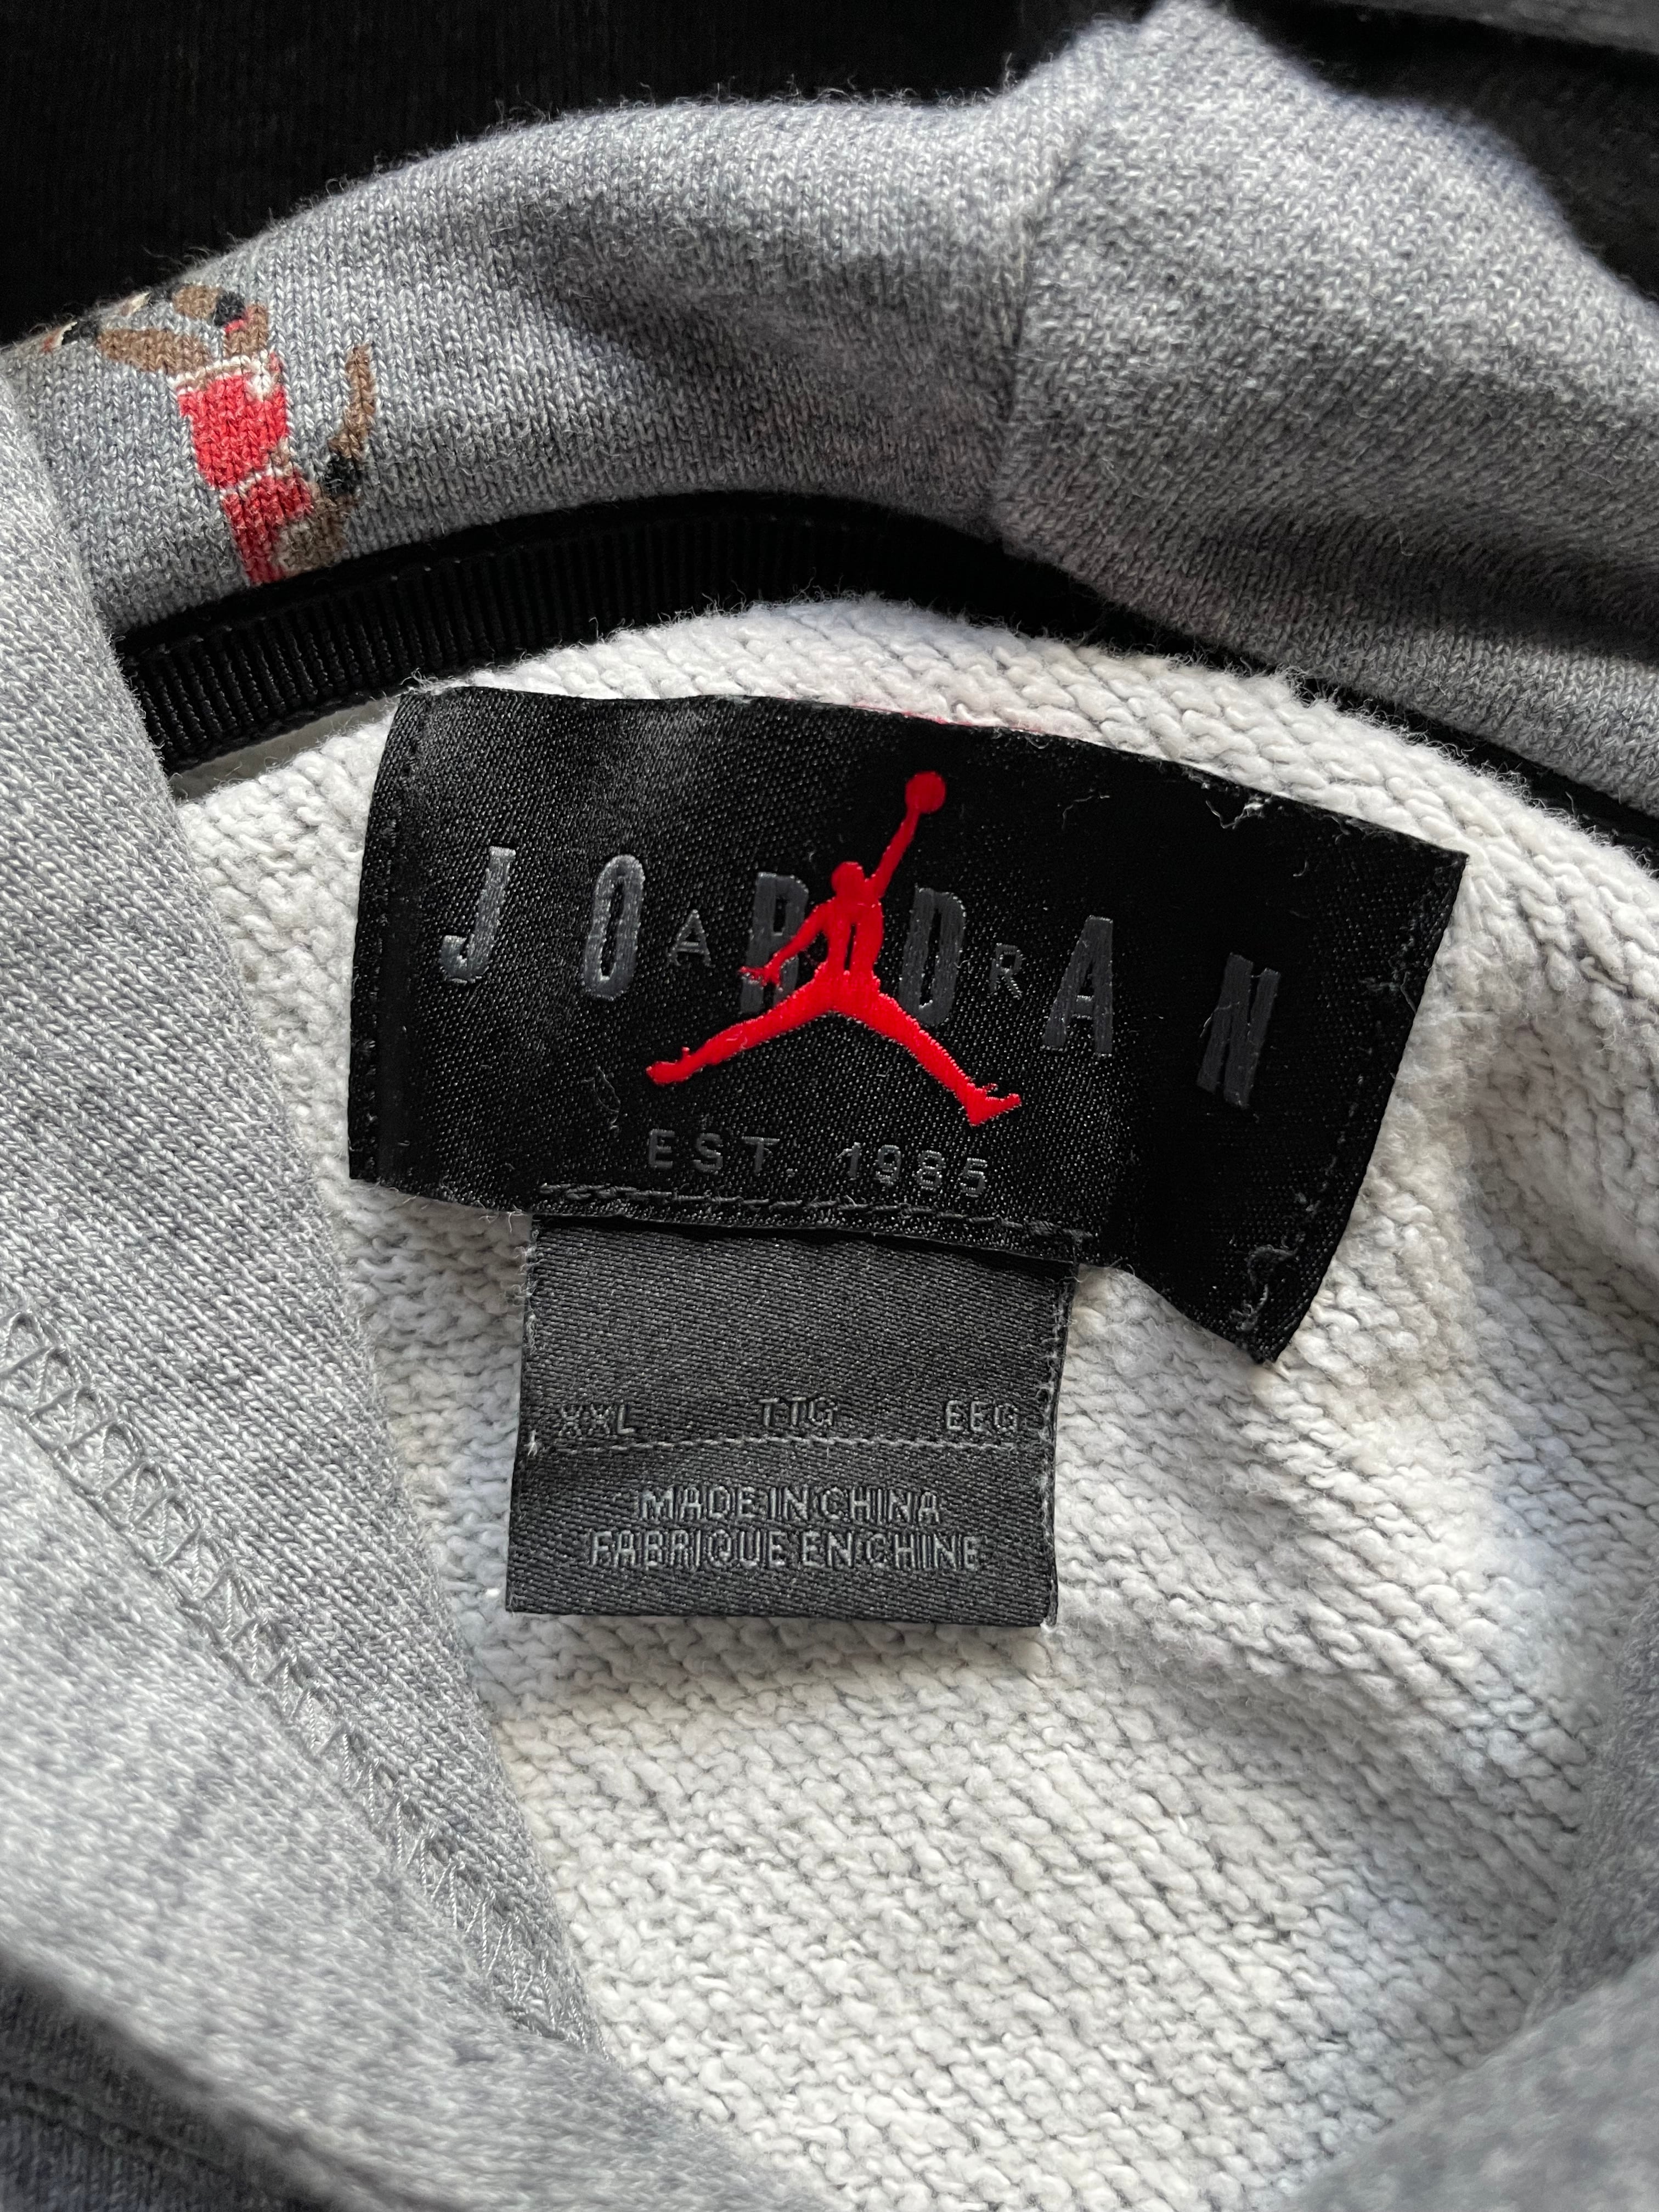 JORDAN
AIR
EST. 1985
XXL TTG EEG
MADE IN CHINA
FABRIQUE EN CHINE